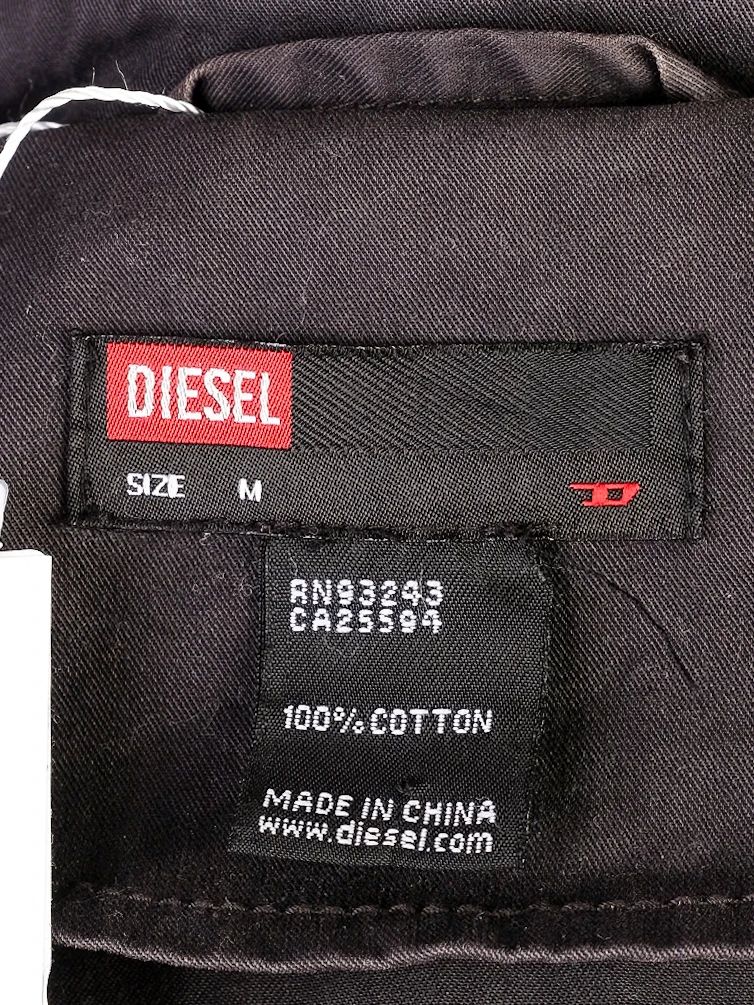 DIESEL
SIZE M
RN93243
CA25594
100% COTTON
MADE IN CHINA
www.diesel.com